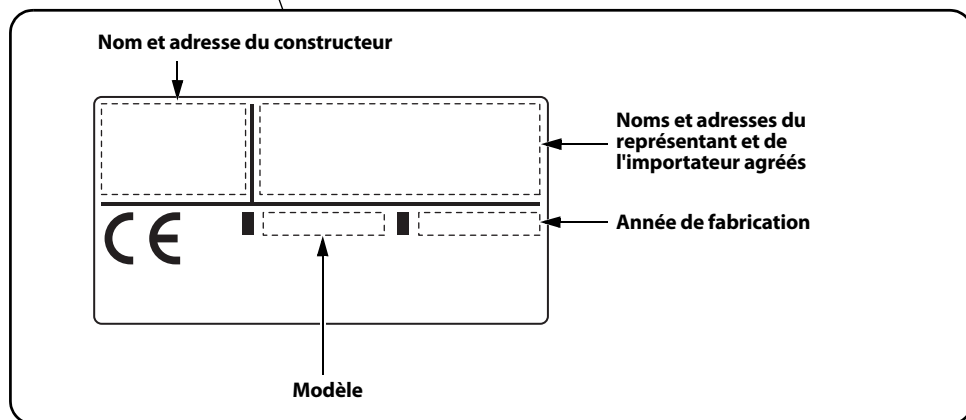 Nom et adresse du constructeur
Noms et adresses du
représentant et de
l'importateur agréés
CE
Année de fabrication
Modèle